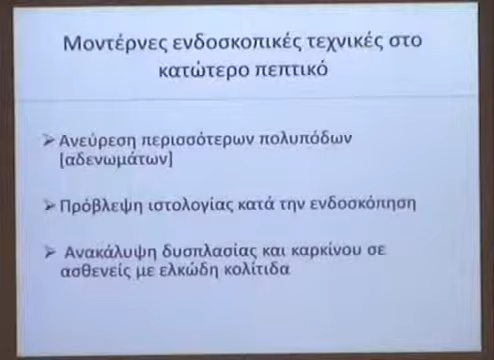 Μοντέρνες ενδοσκοπικές τεχνικές στο
κατώτερο πεπτικό
➢ Ανεύρεση περισσότερων πολυπόδων
[αδενωμάτων]
➢ Πρόβλεψη ιστολογίας κατά την ενδοσκόπηση
➢ Ανακάλυψη δυσπλασίας και καρκίνου σε
ασθενείς με ελκώδη κολίτιδα